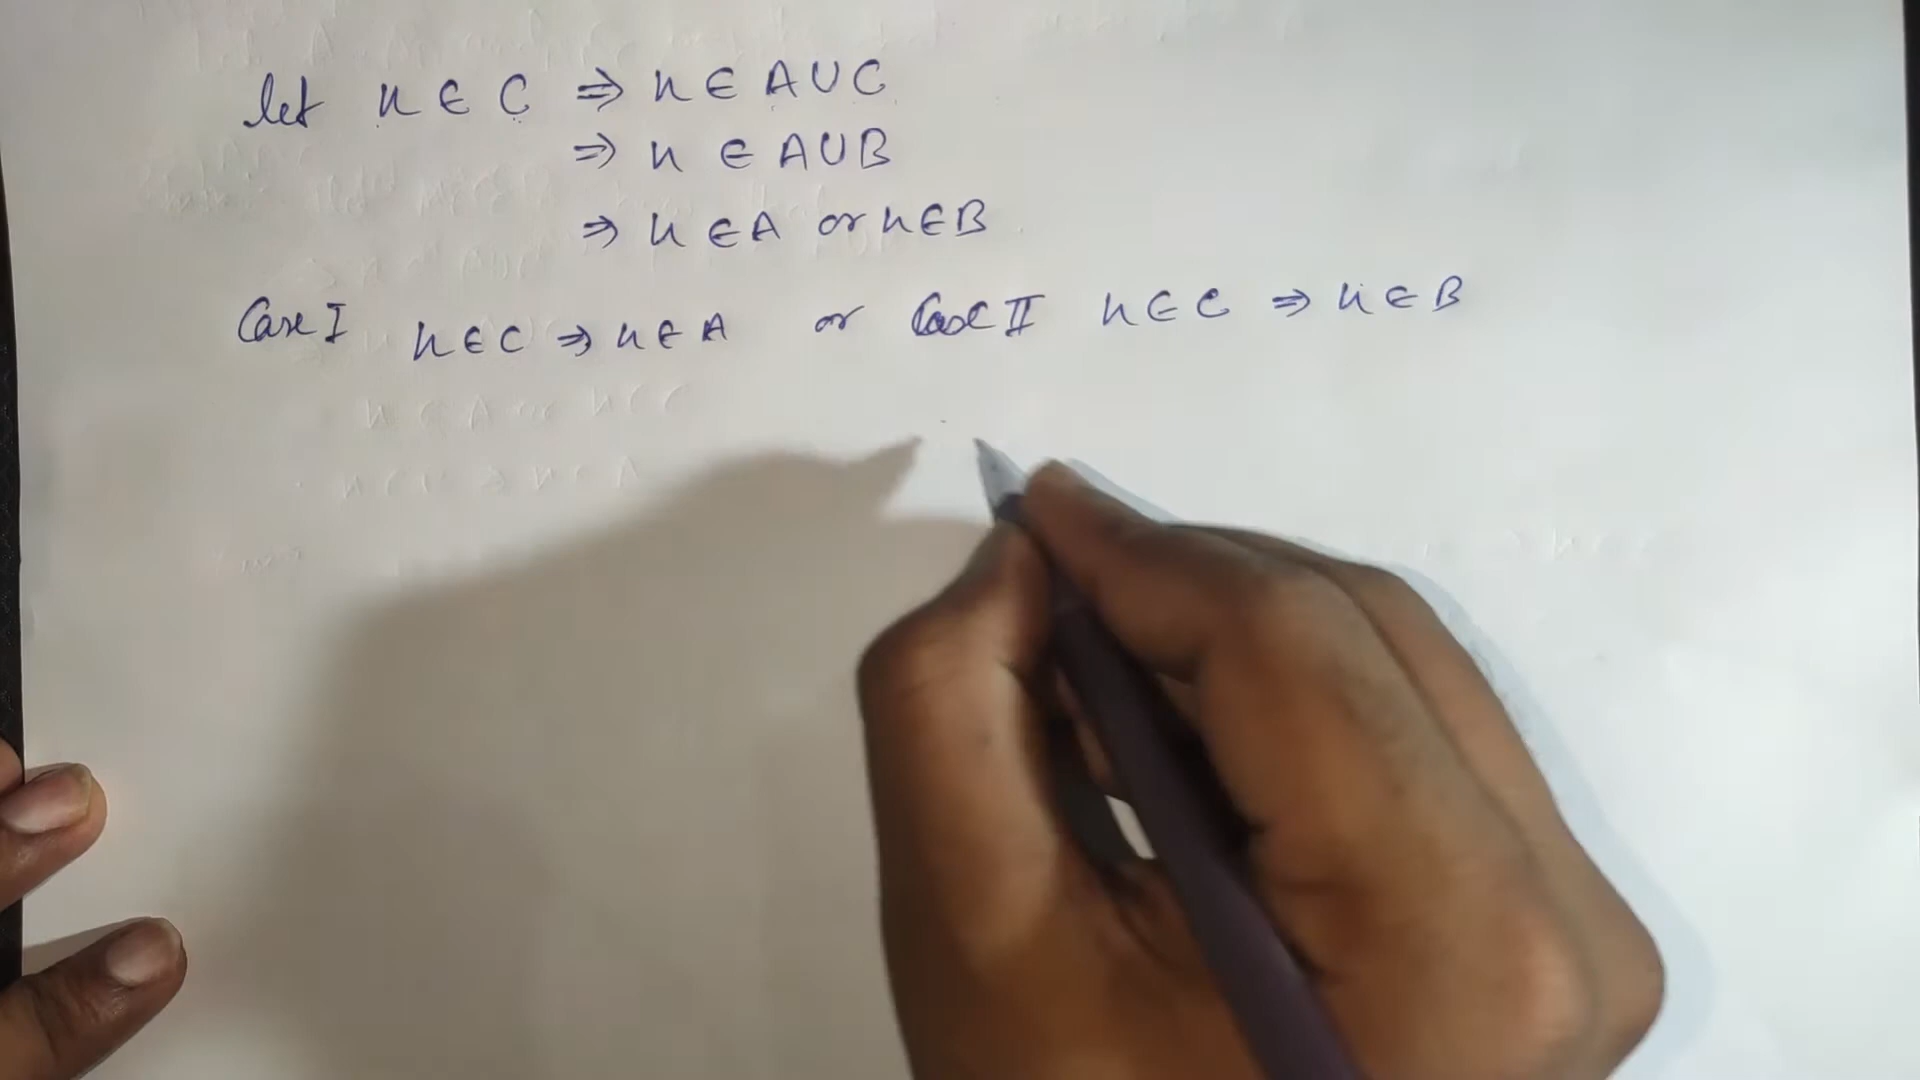 let x ∈ C ⇒ x ∈ A ∪ C
⇒ x ∈ A ∪ B
⇒ x ∈ A or x ∈ B
Case I x ∈ C ⇒ x ∈ A or Case II x ∈ C ⇒ x ∈ B